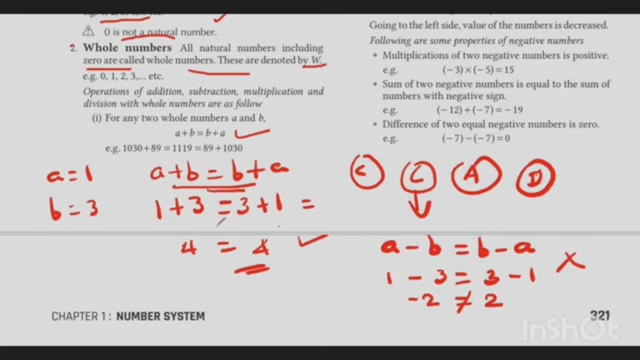 e.g. 0, 1, 2, 3, ... etc.
⚠ 0 is not a natural number.
2. Whole numbers All natural numbers including
zero are called whole numbers. These are denoted by W.
e.g. 0, 1, 2, 3,... etc.
Operations of addition, subtraction, multiplication and
division with whole numbers are as follow
(i) For any two whole numbers a and b,
a+b=b+a
e.g. 1030+89=1119=89+1030
Going to the left side, value of the numbers is decreased.
Following are some properties of negative numbers
• Multiplications of two negative numbers is positive.
e.g. (−3)×(−5)=15
• Sum of two negative numbers is equal to the sum of
numbers with negative sign.
e.g. (−12)+(−7)=−19
• Difference of two equal negative numbers is zero.
e.g. (−7)−(−7)=0
a=1 a+b=b+a
b=3 1+3=3+1 =
4 = 4
C A D
a−b=b−a
1−3=3−1
−2≠2
CHAPTER 1: NUMBER SYSTEM
321
InShOt